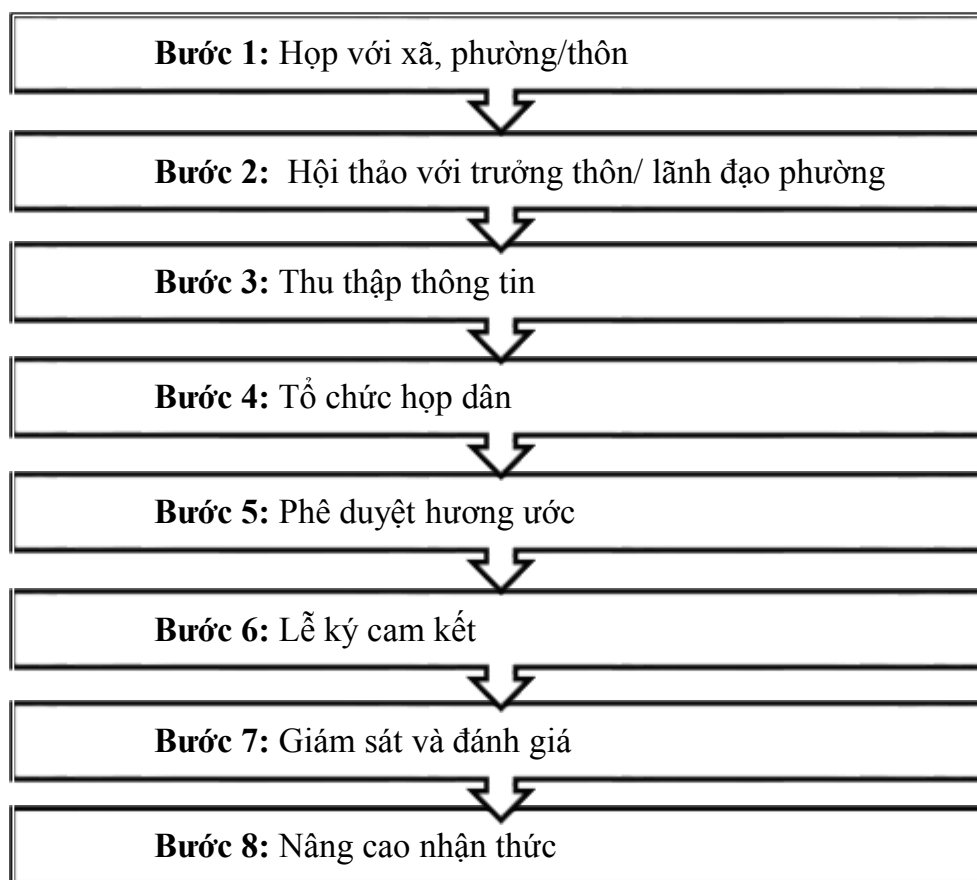 Bước 1: Họp với xã, phường/thôn
Bước 2: Hội thảo với trưởng thôn/ lãnh đạo phường
Bước 3: Thu thập thông tin
Bước 4: Tổ chức họp dân
Bước 5: Phê duyệt hương ước
Bước 6: Lễ ký cam kết
Bước 7: Giám sát và đánh giá
Bước 8: Nâng cao nhận thức